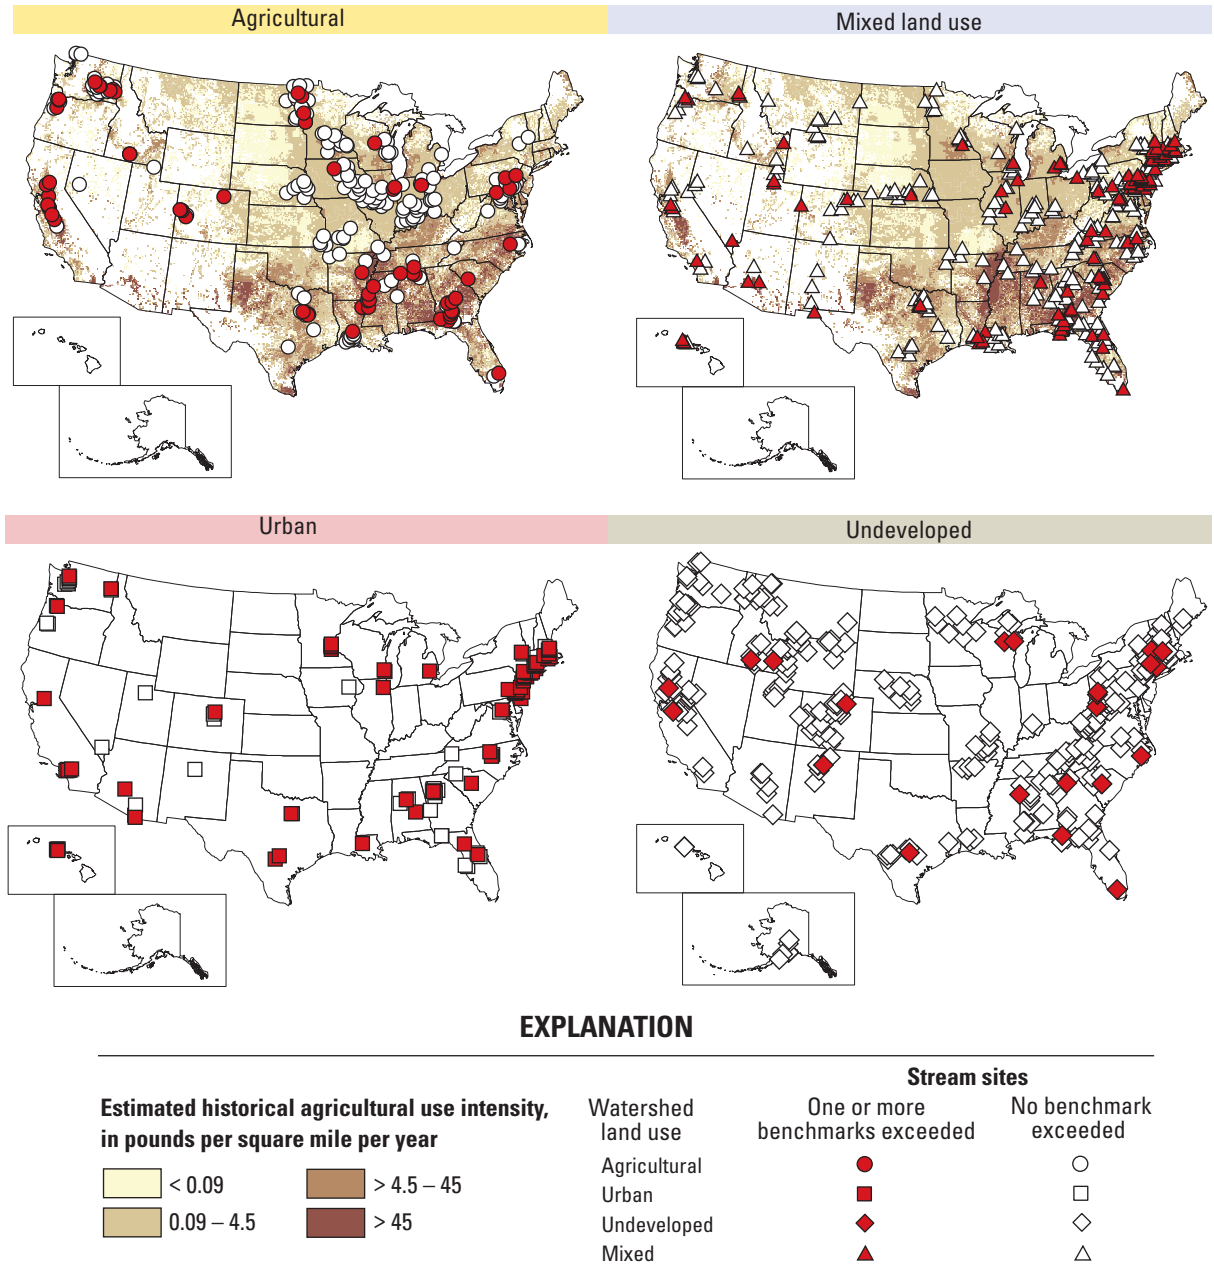 Agricultural
Mixed land use
Urban
Undeveloped
EXPLANATION
Estimated historical agricultural use intensity,
in pounds per square mile per year
< 0.09
> 4.5 – 45
0.09 – 4.5
> 45
Stream sites
Watershed
land use
One or more
benchmarks exceeded
No benchmark
exceeded
Agricultural
Urban
Undeveloped
Mixed